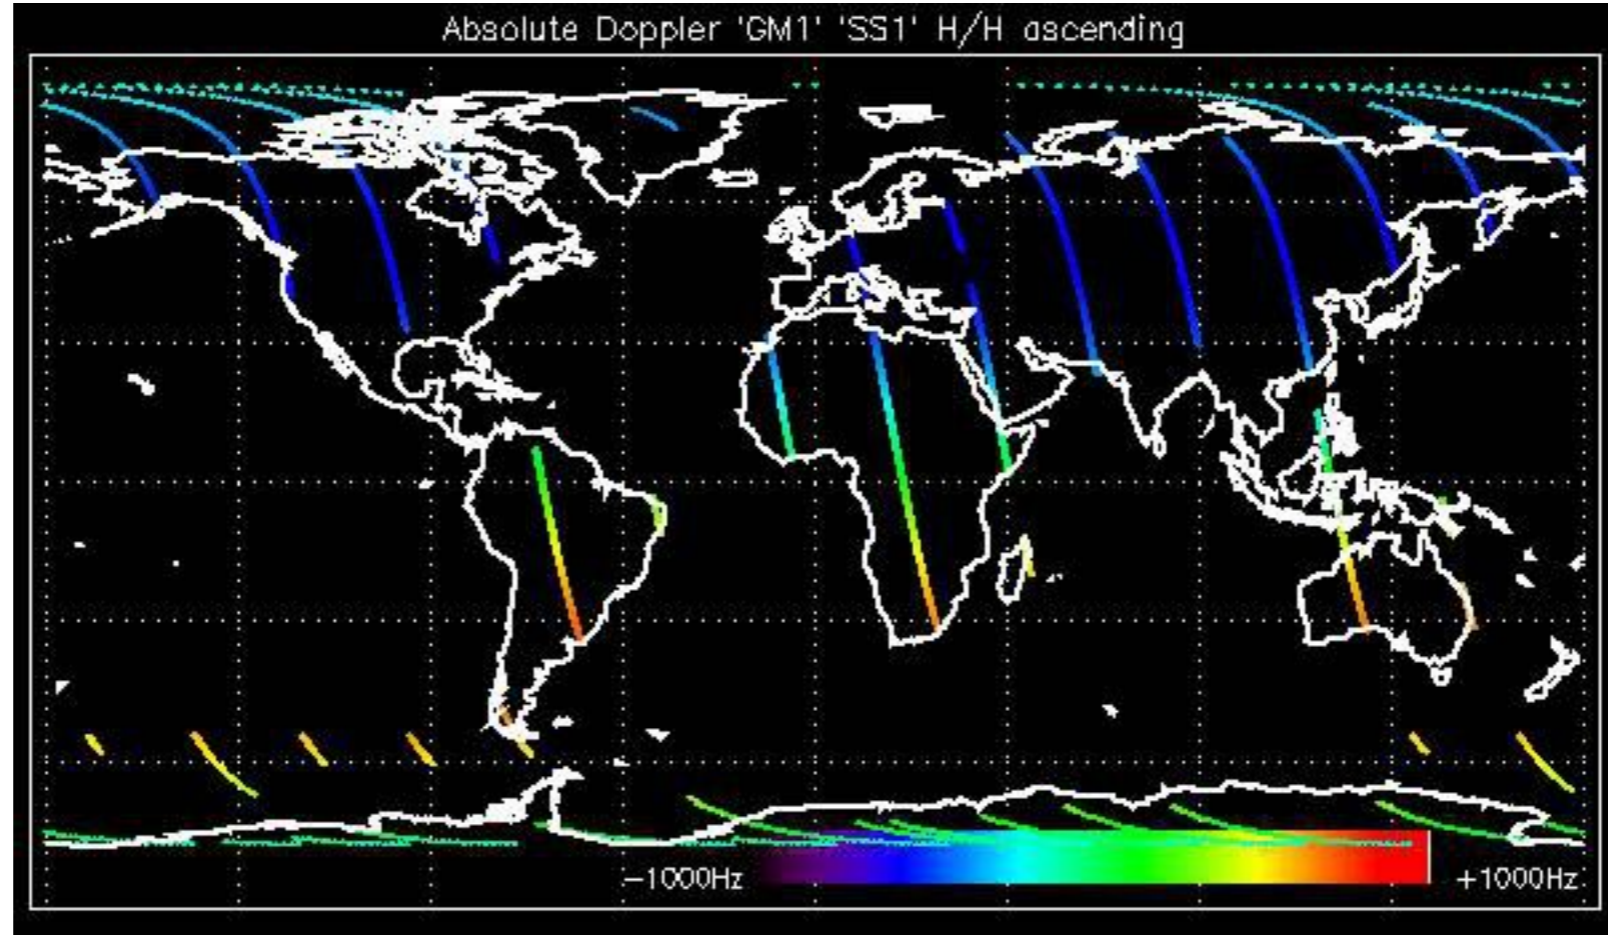 Absolute Doppler 'GM1' 'SS1' H/H ascending
-1000Hz
+1000Hz